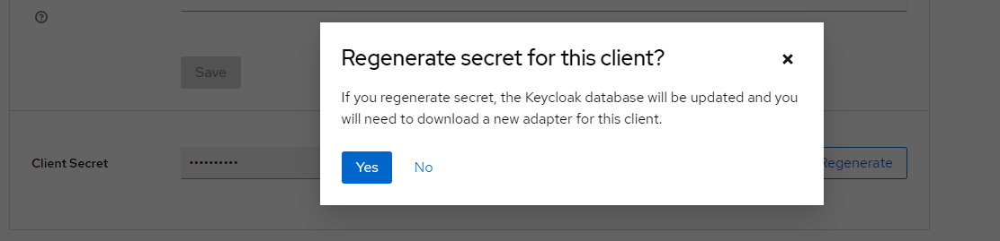 Save
Regenerate secret for this client?
If you regenerate secret, the Keycloak database will be updated and you
will need to download a new adapter for this client.
Yes No
Client Secret •••••••••• Regenerate